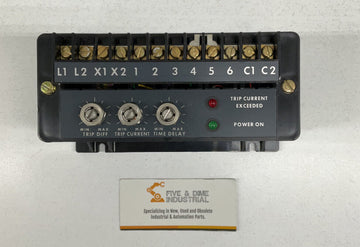 L1 L2 X1 X2 1 2 3 4 5 6 C1 C2
TRIP CURRENT
EXCEEDED
POWER ON
MIN MAX MIN MAX MIN MAX
TRIP DIFF TRIP CURRENT TIME DELAY
FIVE & DIME
INDUSTRIAL
Specializing in New, Used and Obsolete
Industrial & Automation Parts.